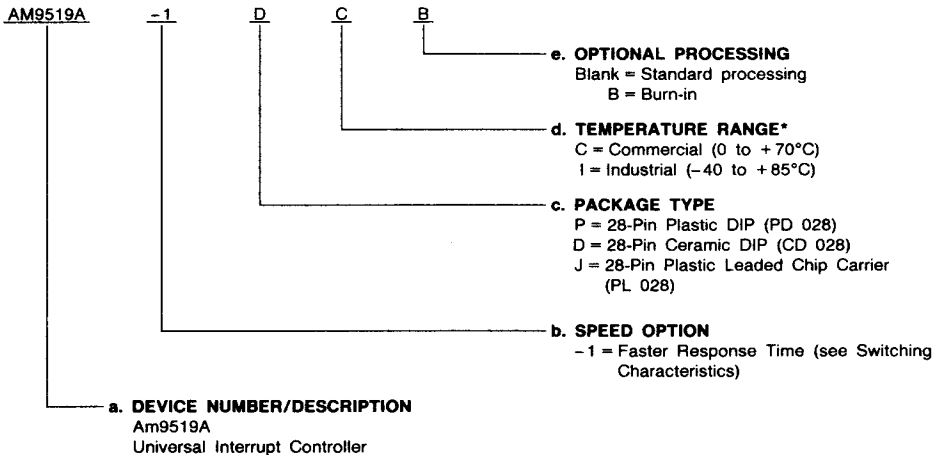 AM9519A -1 D C B
e. OPTIONAL PROCESSING
Blank = Standard processing
B = Burn-in
d. TEMPERATURE RANGE*
C = Commercial (0 to +70°C)
I = Industrial (-40 to +85°C)
c. PACKAGE TYPE
P = 28-Pin Plastic DIP (PD 028)
D = 28-Pin Ceramic DIP (CD 028)
J = 28-Pin Plastic Leaded Chip Carrier
(PL 028)
b. SPEED OPTION
-1 = Faster Response Time (see Switching
Characteristics)
a. DEVICE NUMBER/DESCRIPTION
Am9519A
Universal Interrupt Controller